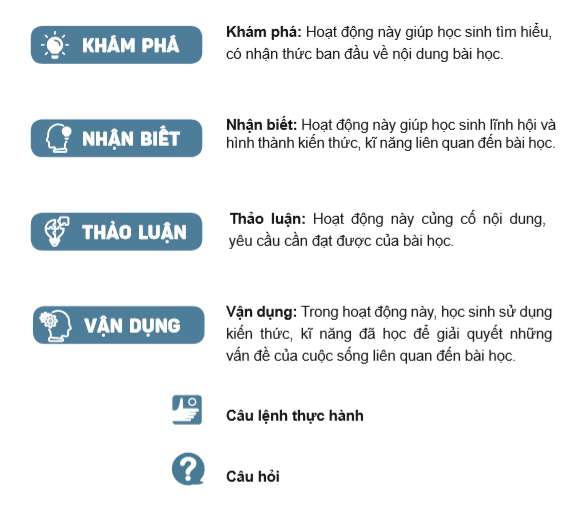 KHÁM PHÁ
Khám phá: Hoạt động này giúp học sinh tìm hiểu,
có nhận thức ban đầu về nội dung bài học.
NHẬN BIẾT
Nhận biết: Hoạt động này giúp học sinh lĩnh hội và
hình thành kiến thức, kĩ năng liên quan đến bài học.
THẢO LUẬN
Thảo luận: Hoạt động này củng cố nội dung,
yêu cầu cần đạt được của bài học.
VẬN DỤNG
Vận dụng: Trong hoạt động này, học sinh sử dụng
kiến thức, kĩ năng đã học để giải quyết những
vấn đề của cuộc sống liên quan đến bài học.
Câu lệnh thực hành
?
Câu hỏi